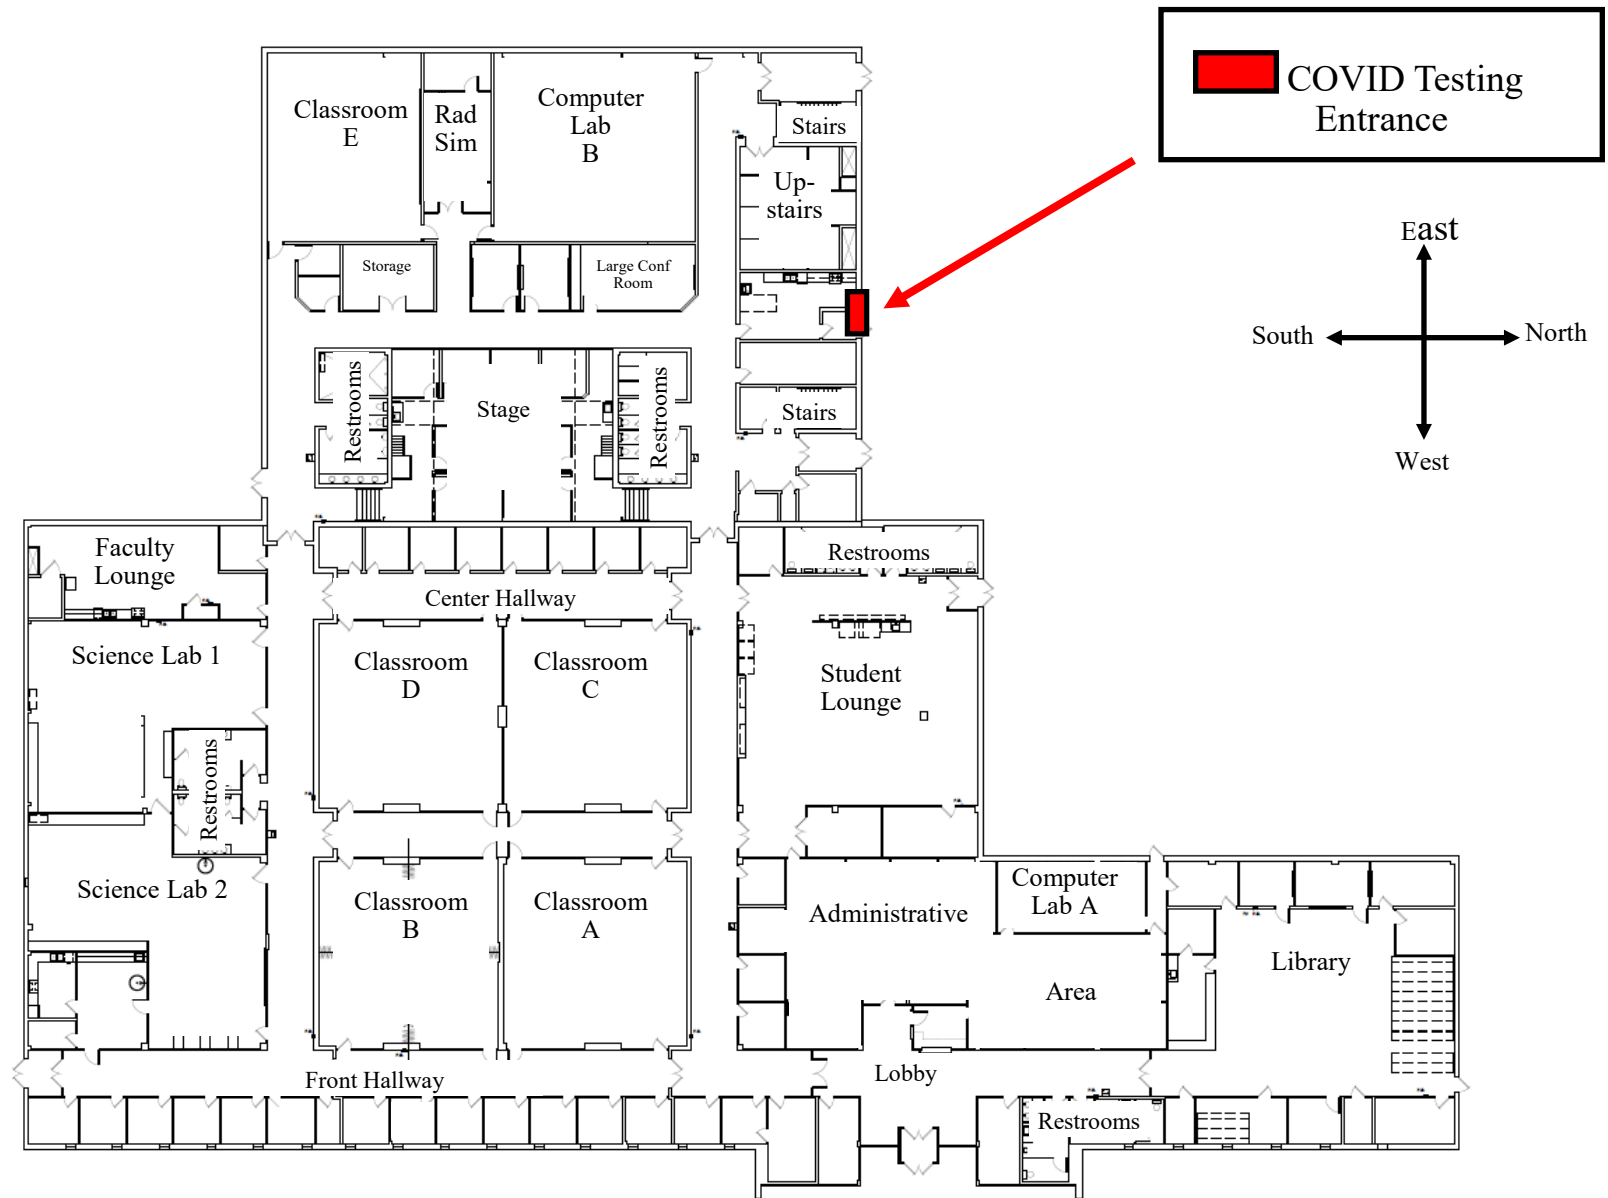 COVID Testing
Entrance
Classroom
E
Rad
Sim
Computer
Lab
B
Stairs
Up-
stairs
East
South
North
West
Storage
Large Conf
Room
Restrooms
Stage
Restrooms
Stairs
Faculty
Lounge
Restrooms
Center Hallway
Science Lab 1
Classroom
D
Classroom
C
Student
Lounge
Restrooms
Science Lab 2
Classroom
B
Classroom
A
Administrative
Area
Computer
Lab A
Library
Front Hallway
Lobby
Restrooms